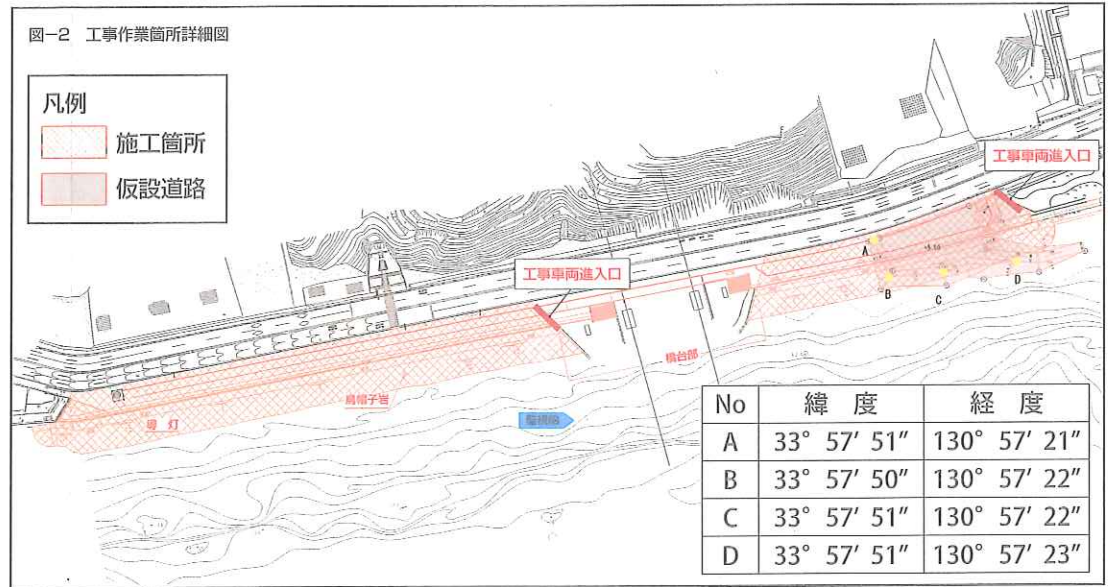 図－2　工事作業箇所詳細図
凡例
施工箇所
仮設道路
工事車両進入口
工事車両進入口
A
B
C
D
橋台部
烏帽子岩
導 灯
No 緯 度 経 度
A 33° 57′ 51″ 130° 57′ 21″
B 33° 57′ 50″ 130° 57′ 22″
C 33° 57′ 51″ 130° 57′ 22″
D 33° 57′ 51″ 130° 57′ 23″